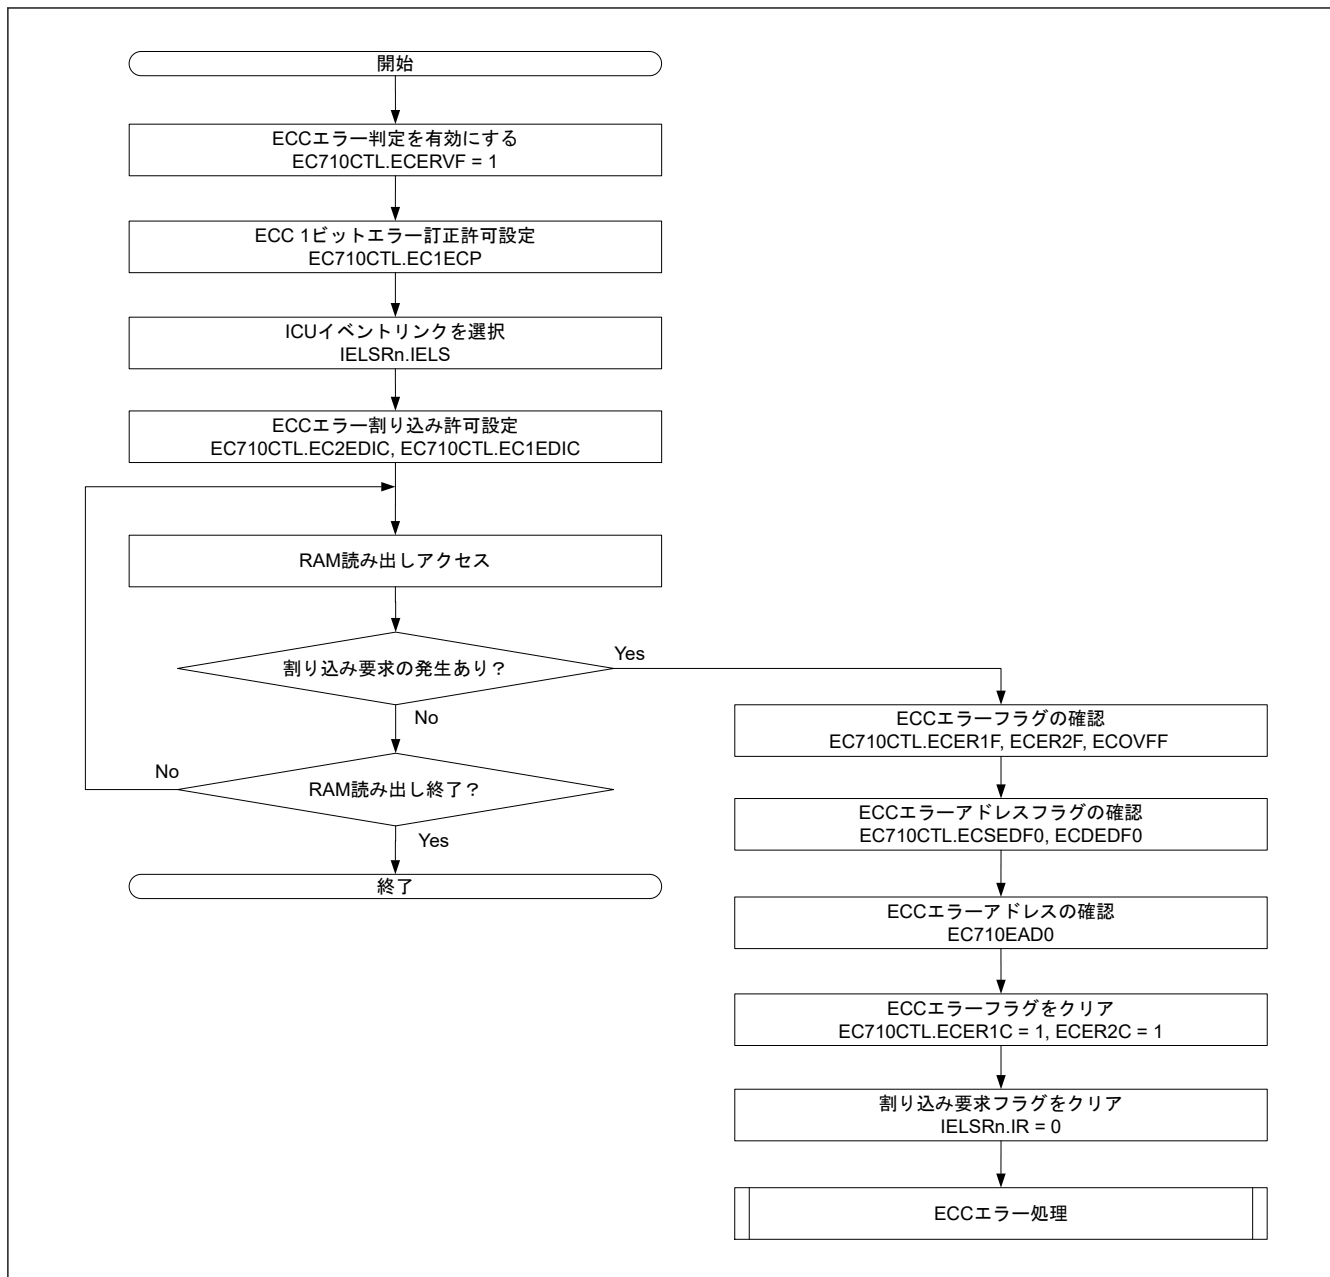 開始
ECCエラー判定を有効にする
EC710CTL.ECERVF = 1
ECC 1ビットエラー訂正許可設定
EC710CTL.EC1ECP
ICUイベントリンクを選択
IELSRn.IELS
ECCエラー割り込み許可設定
EC710CTL.EC2EDIC, EC710CTL.EC1EDIC
RAM読み出しアクセス
割り込み要求の発生あり？
Yes
No
RAM読み出し終了？
No
Yes
終了
ECCエラーフラグの確認
EC710CTL.ECER1F, ECER2F, ECOVFF
ECCエラーアドレスフラグの確認
EC710CTL.ECSEDF0, ECDEDF0
ECCエラーアドレスの確認
EC710EAD0
ECCエラーフラグをクリア
EC710CTL.ECER1C = 1, ECER2C = 1
割り込み要求フラグをクリア
IELSRn.IR = 0
ECCエラー処理